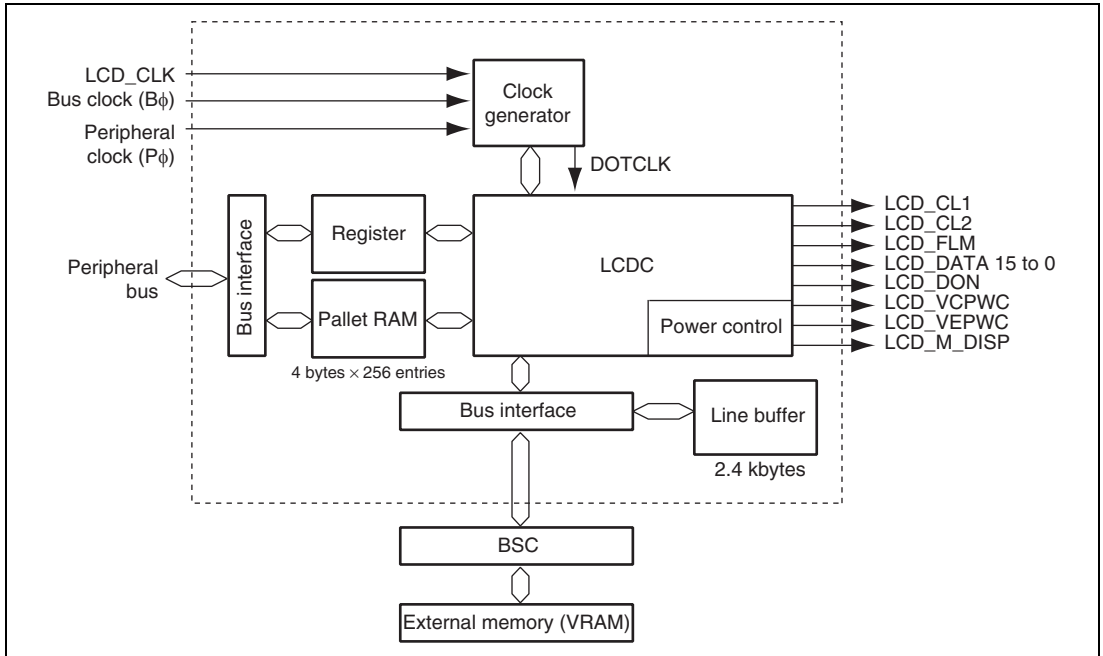 LCD_CLK
Bus clock (Bϕ)
Peripheral
clock (Pϕ)
Clock
generator
DOTCLK
Peripheral
bus
Bus interface
Register
Pallet RAM
4 bytes × 256 entries
LCDC
Power control
LCD_CL1
LCD_CL2
LCD_FLM
LCD_DATA 15 to 0
LCD_DON
LCD_VCPWC
LCD_VEPWC
LCD_M_DISP
Bus interface
Line buffer
2.4 kbytes
BSC
External memory (VRAM)